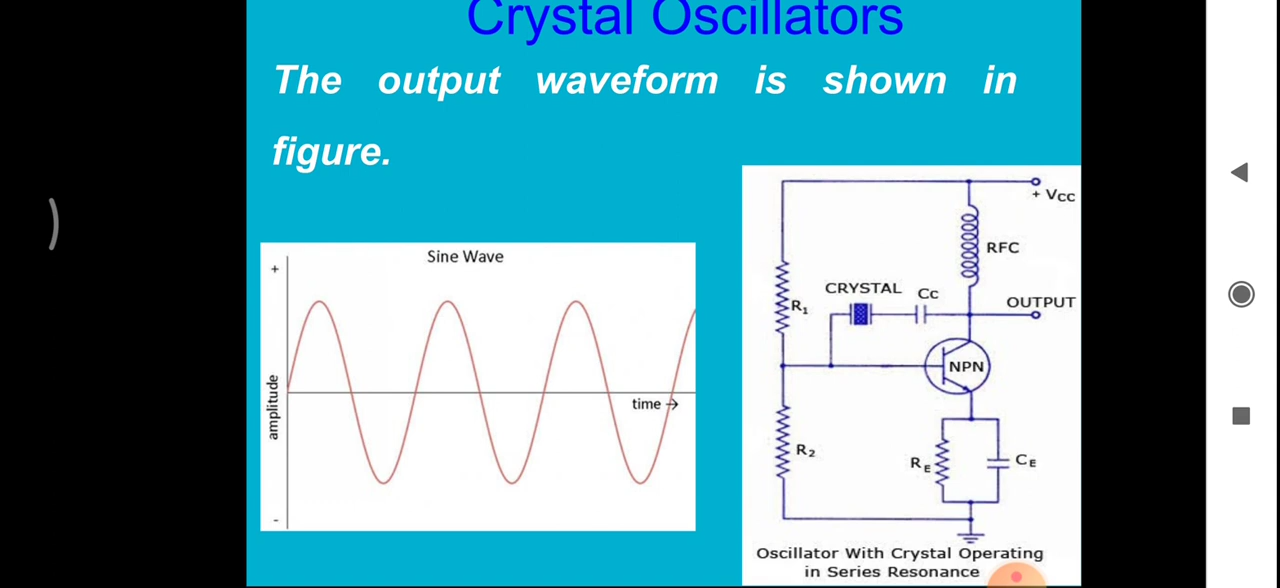 Crystal Oscillators
The output waveform is shown in
figure.
Sine Wave
+
amplitude
time →
-
+ Vcc
RFC
CRYSTAL
Cc
OUTPUT
R1
NPN
R2
RE
CE
Oscillator With Crystal Operating
in Series Resonance